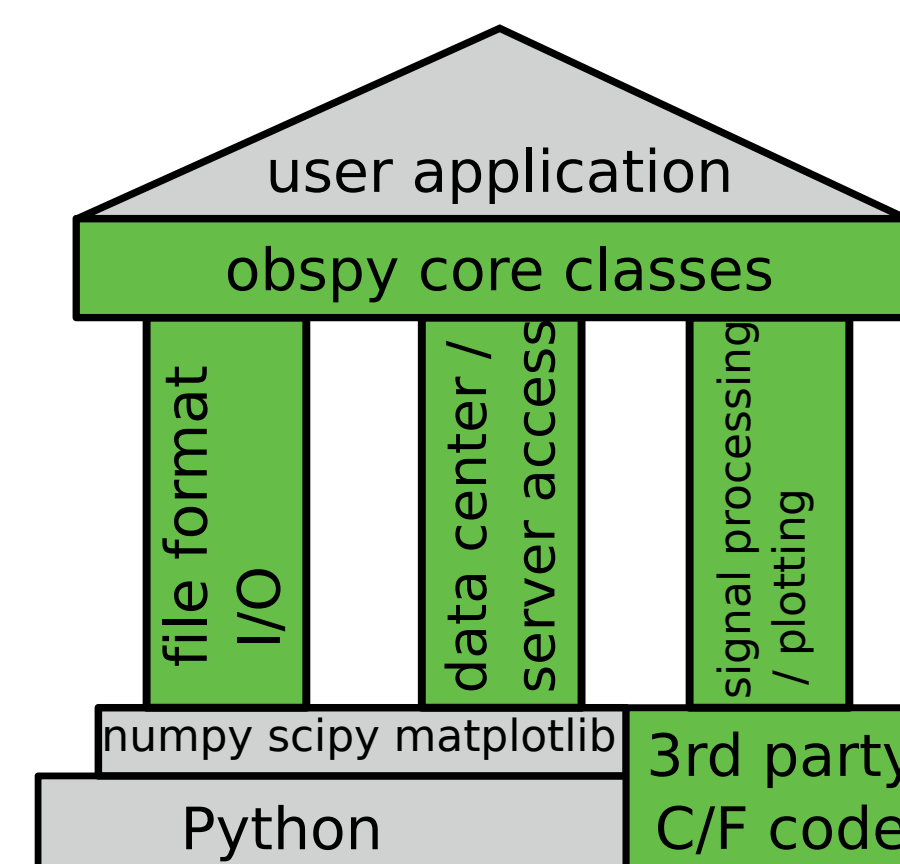 user application
obspy core classes
file format
I/O
data center /
server access
signal processing
/ plotting
numpy scipy matplotlib
3rd party
C/F code
Python